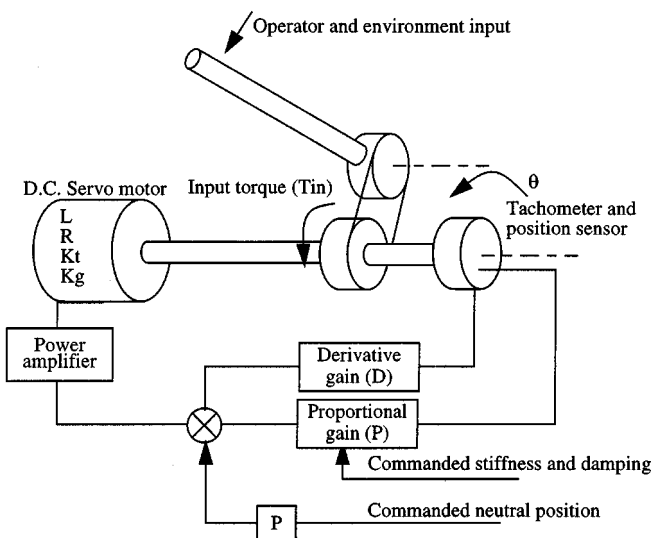 Operator and environment input
D.C. Servo motor
L
R
Kt
Kg
Input torque (Tin)
θ
Tachometer and
position sensor
Power
amplifier
Derivative
gain (D)
Proportional
gain (P)
Commanded stiffness and damping
Commanded neutral position
P